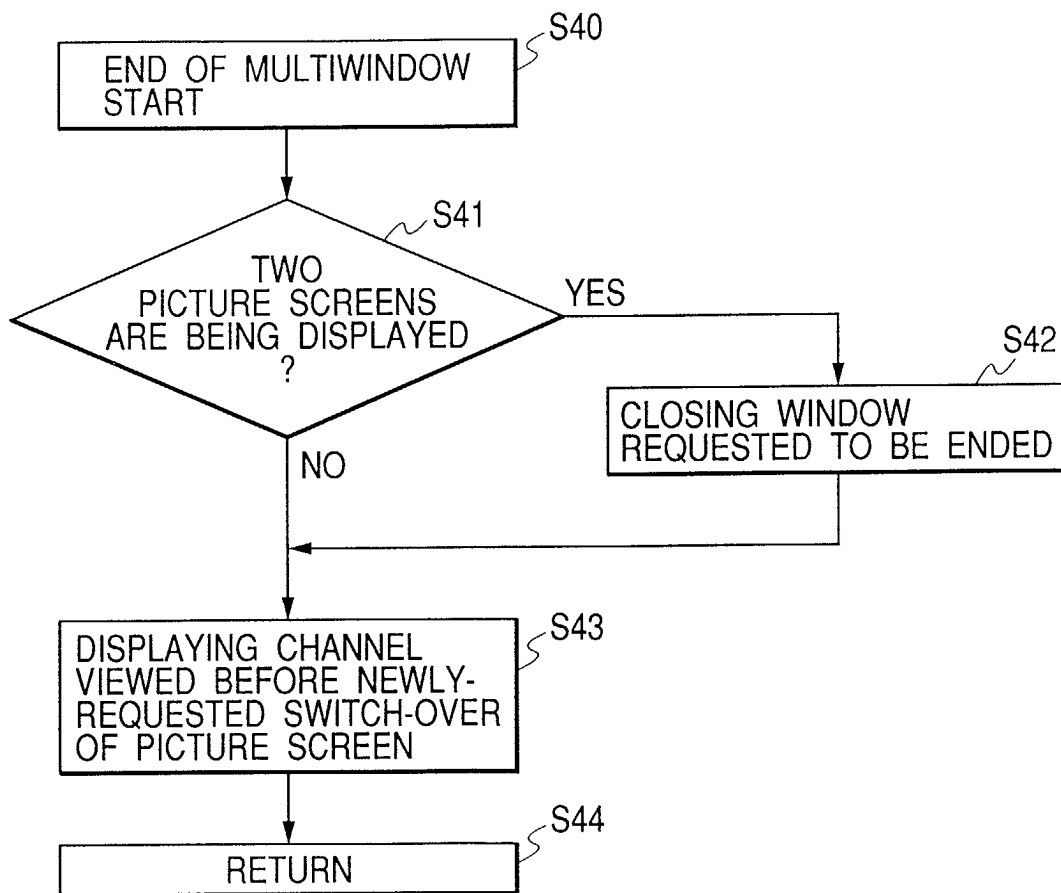 S40
END OF MULTIWINDOW
START
S41
TWO
PICTURE SCREENS
ARE BEING DISPLAYED
?
YES
S42
CLOSING WINDOW
REQUESTED TO BE ENDED
NO
S43
DISPLAYING CHANNEL
VIEWED BEFORE NEWLY-
REQUESTED SWITCH-OVER
OF PICTURE SCREEN
S44
RETURN